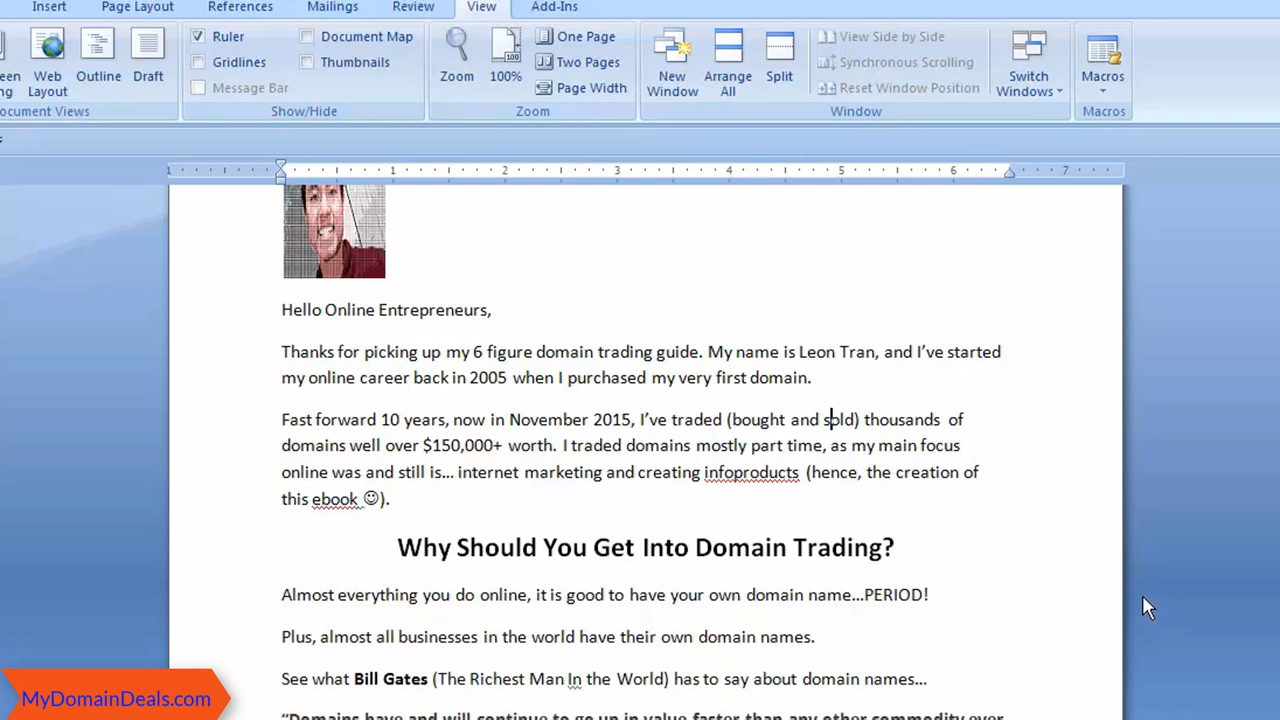 Insert Page Layout References Mailings Review View Add-Ins
Ruler Document Map One Page View Side by Side
Gridlines Thumbnails Two Pages Synchronous Scrolling
Web Layout Outline Draft Message Bar Zoom 100% Page Width New Window Arrange All Split Reset Window Position Switch Windows Macros
Show/Hide Zoom Window Macros
1 1 2 3 4 5 6 7
Hello Online Entrepreneurs,
Thanks for picking up my 6 figure domain trading guide. My name is Leon Tran, and I’ve started
my online career back in 2005 when I purchased my very first domain.
Fast forward 10 years, now in November 2015, I’ve traded (bought and sold) thousands of
domains well over $150,000+ worth. I traded domains mostly part time, as my main focus
online was and still is… internet marketing and creating infoproducts (hence, the creation of
this ebook ☺).
Why Should You Get Into Domain Trading?
Almost everything you do online, it is good to have your own domain name…PERIOD!
Plus, almost all businesses in the world have their own domain names.
See what Bill Gates (The Richest Man In the World) has to say about domain names…
“Domains have and will continue to go up in value faster than any other commodity ever
MyDomainDeals.com